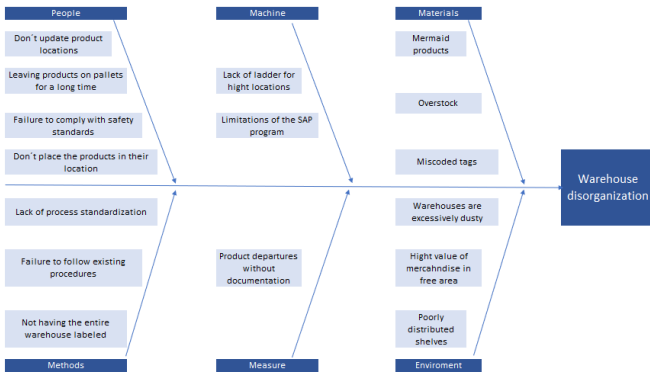 People
Machine
Materials
Don´t update product
locations
Leaving products on pallets
for a long time
Failure to comply with safety
standards
Don´t place the products in their
location
Lack of ladder for
hight locations
Limitations of the SAP
program
Mermaid
products
Overstock
Miscoded tags
Warehouse
disorganization
Lack of process standardization
Failure to follow existing
procedures
Not having the entire
warehouse labeled
Product departures
without
documentation
Warehouses are
excessively dusty
Hight value of
mercahndise in
free area
Poorly
distributed
shelves
Methods
Measure
Enviroment